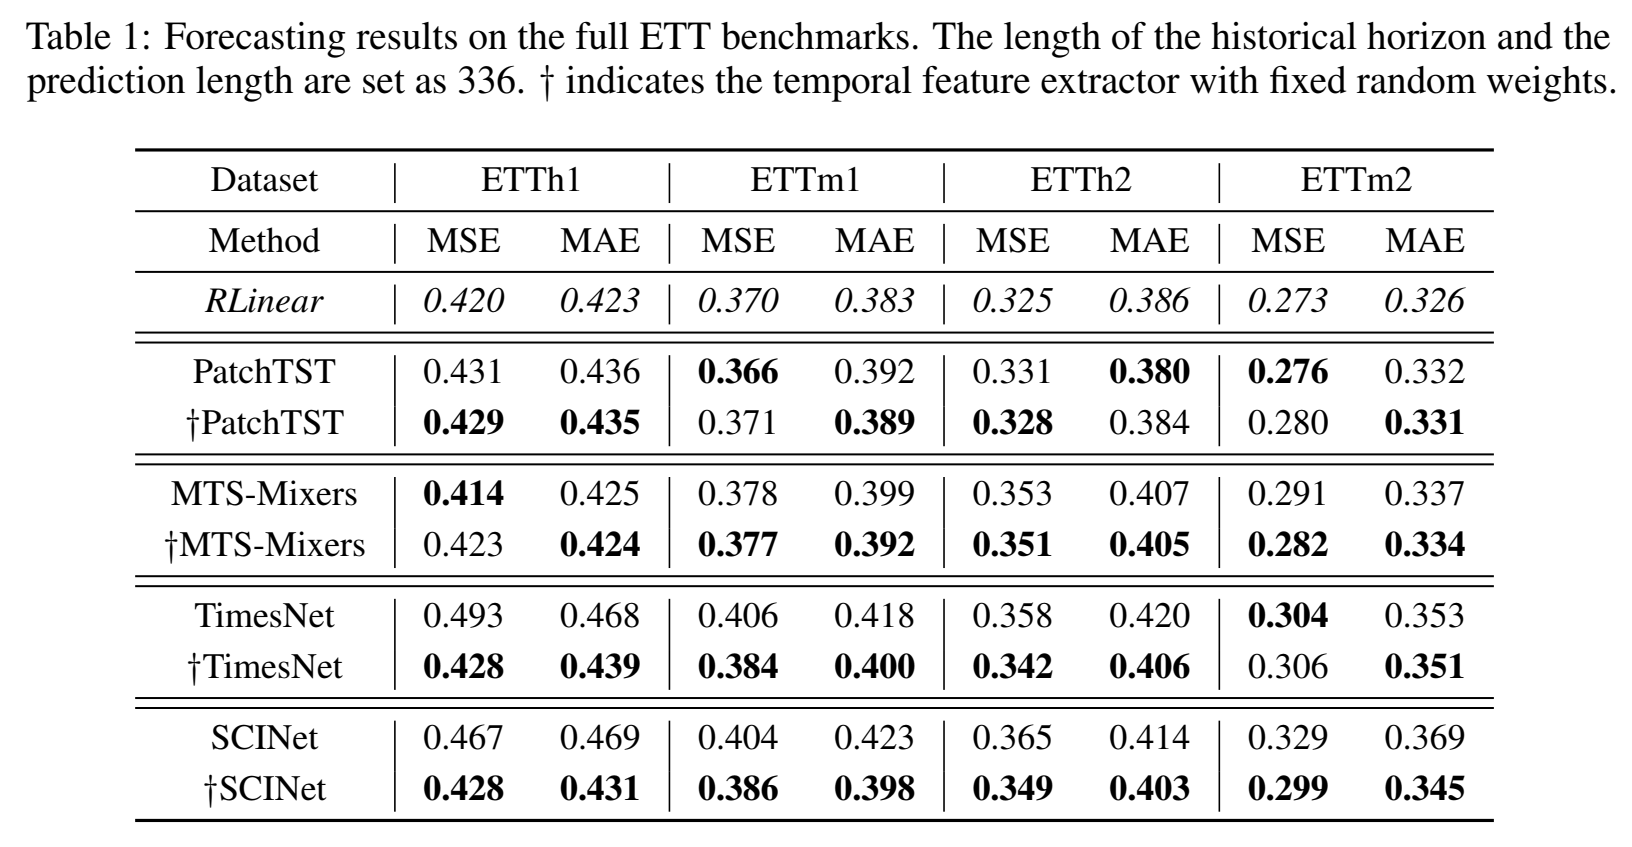 Table 1: Forecasting results on the full ETT benchmarks. The length of the historical horizon and the
prediction length are set as 336. † indicates the temporal feature extractor with fixed random weights.
Dataset ETTh1 ETTm1 ETTh2 ETTm2
Method MSE MAE MSE MAE MSE MAE MSE MAE
RLinear 0.420 0.423 0.370 0.383 0.325 0.386 0.273 0.326
PatchTST 0.431 0.436 0.366 0.392 0.331 0.380 0.276 0.332
†PatchTST 0.429 0.435 0.371 0.389 0.328 0.384 0.280 0.331
MTS-Mixers 0.414 0.425 0.378 0.399 0.353 0.407 0.291 0.337
†MTS-Mixers 0.423 0.424 0.377 0.392 0.351 0.405 0.282 0.334
TimesNet 0.493 0.468 0.406 0.418 0.358 0.420 0.304 0.353
†TimesNet 0.428 0.439 0.384 0.400 0.342 0.406 0.306 0.351
SCINet 0.467 0.469 0.404 0.423 0.365 0.414 0.329 0.369
†SCINet 0.428 0.431 0.386 0.398 0.349 0.403 0.299 0.345